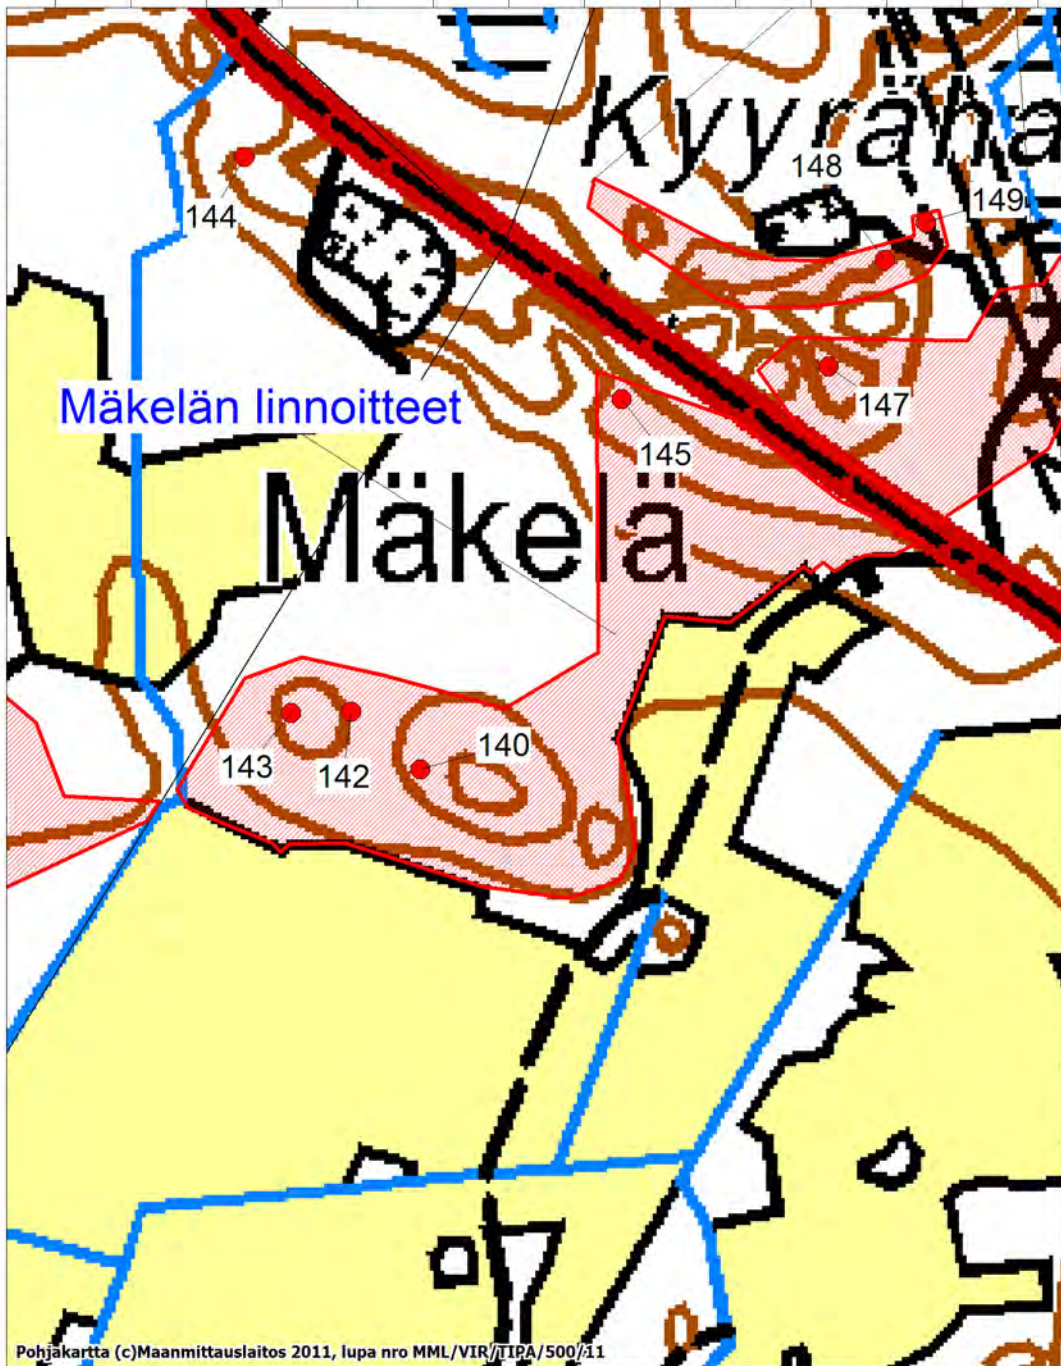 Kyyräha
148
149
144
147
Mäkelän linnoitteet
145
Mäkelä
140
143
142
Pohjakartta (c)Maanmittauslaitos 2011, lupa nro MML/VIR/TIPA/500/11